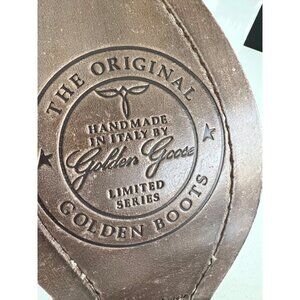 THE ORIGINAL
HANDMADE
IN ITALY BY
Golden Goose
LIMITED
SERIES
GOLDEN BOOTS